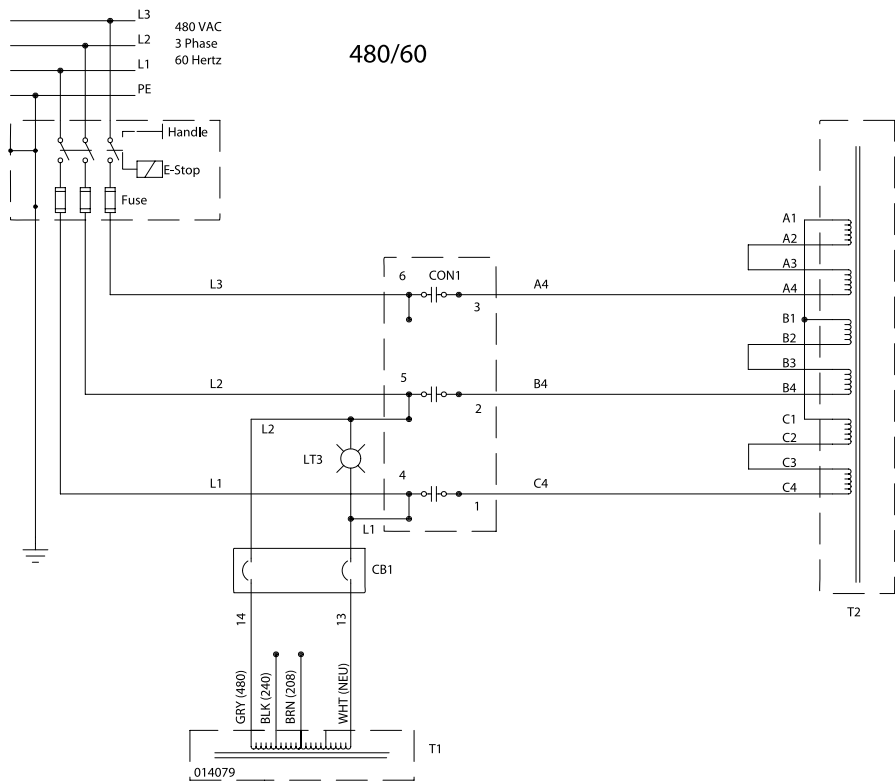 L3
480 VAC
L2
3 Phase
L1
60 Hertz
PE
480/60
Handle
E-Stop
Fuse
A1
A2
A3
A4
B1
B2
B3
B4
C1
C2
C3
C4
T2
L3
6
CON1
3
A4
L2
5
2
B4
L2
LT3
L1
4
1
C4
L1
CB1
14
13
GRY (480)
BLK (240)
BRN (208)
WHT (NEU)
T1
014079